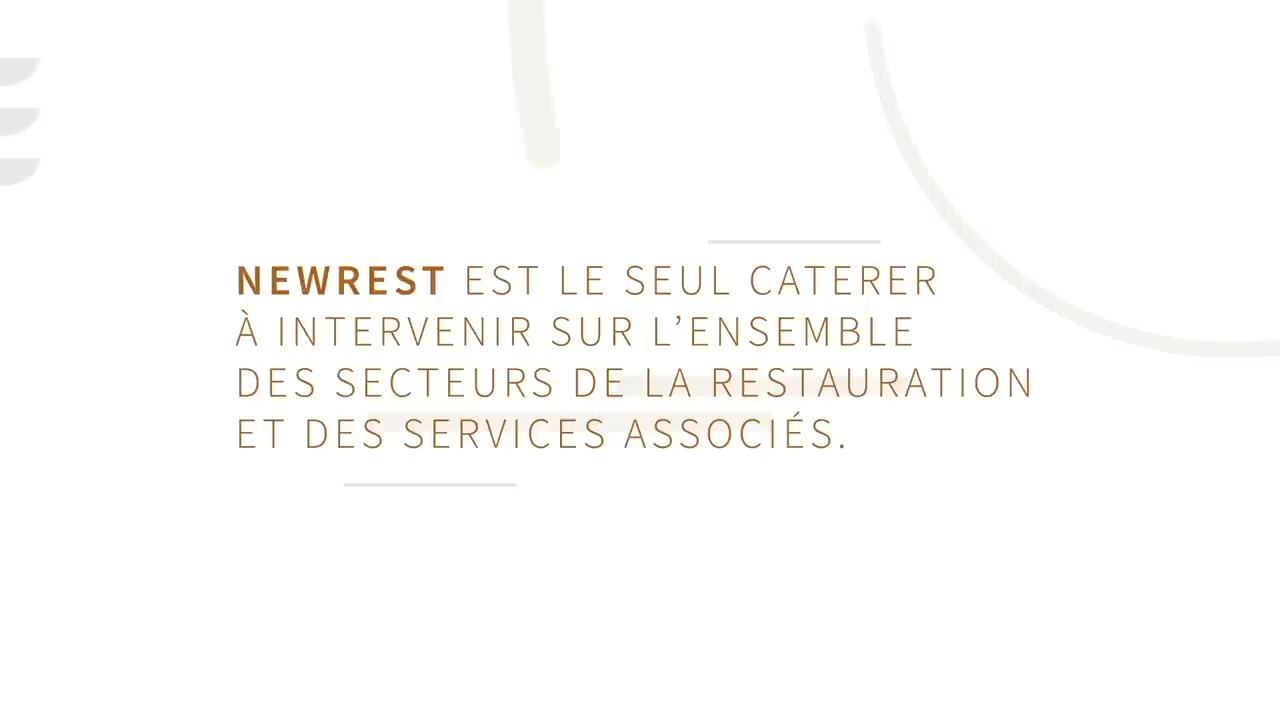 NEWREST EST LE SEUL CATERER
À INTERVENIR SUR L’ENSEMBLE
DES SECTEURS DE LA RESTAURATION
ET DES SERVICES ASSOCIÉS.